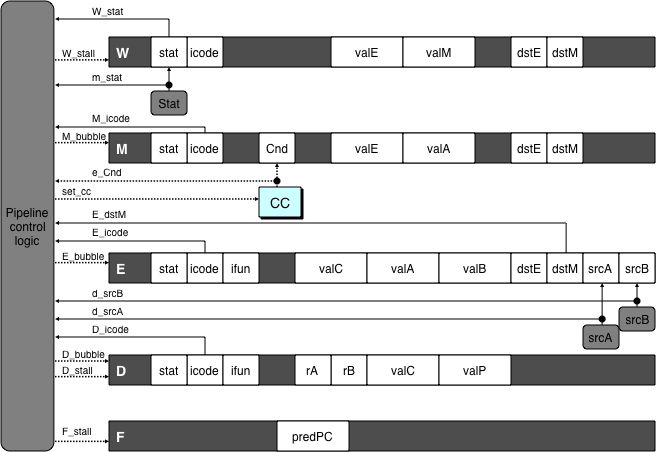 W_stat
W_stall
W
stat
icode
valE
valM
dstE
dstM
m_stat
Stat
M_icode
M_bubble
M
stat
icode
Cnd
valE
valA
dstE
dstM
e_Cnd
set_cc
CC
Pipeline
control
logic
E_dstM
E_icode
E_bubble
E
stat
icode
ifun
valC
valA
valB
dstE
dstM
srcA
srcB
d_srcB
d_srcA
srcB
srcA
D_icode
D_bubble
D_stall
D
stat
icode
ifun
rA
rB
valC
valP
F_stall
F
predPC